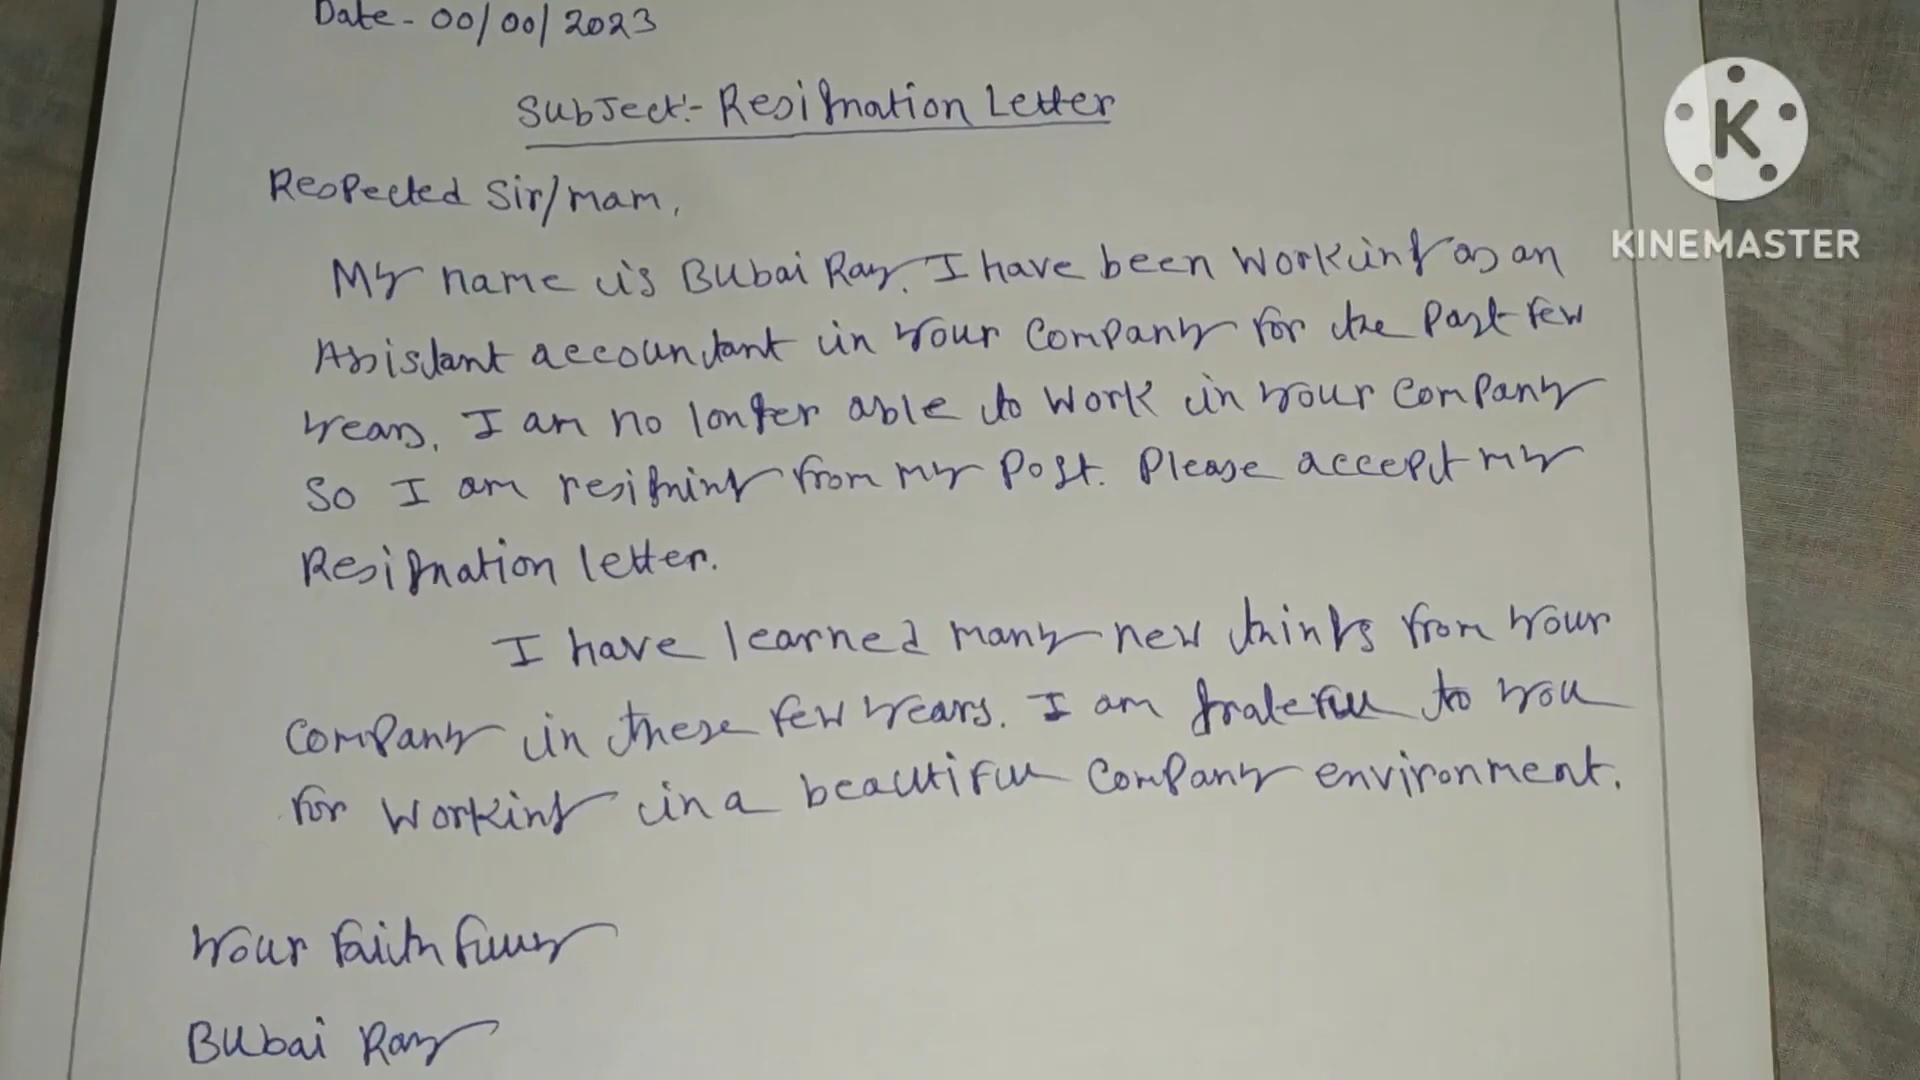 Date - 00/00/2023
Subject:- Resignation Letter
Respected Sir/mam,
My name is Bubai Ray. I have been working as an
Assistant accountant in your company for the past few
years. I am no longer able to work in your company
So I am resigning from my post. Please accept my
Resignation letter.
I have learned many new things from your
company in these few years. I am grateful to you
for working in a beautiful company environment.
Your faithfully
Bubai Ray
K
KINEMASTER